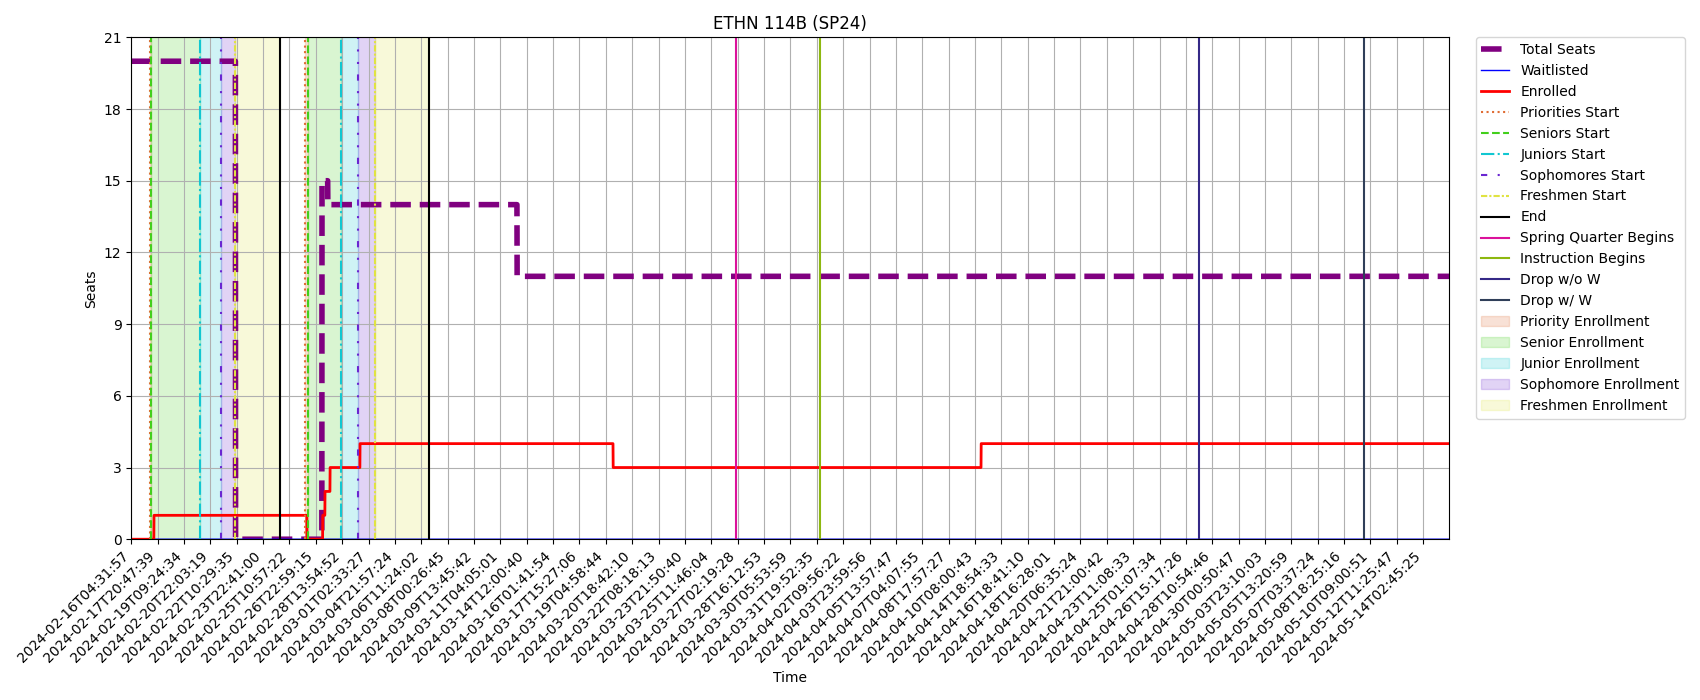 ETHN 114B (SP24)
21
18
15
12
9
6
3
0
Seats
2024-02-16T04:31:57
2024-02-17T20:47:39
2024-02-19T09:24:34
2024-02-20T22:03:19
2024-02-22T10:29:35
2024-02-23T22:41:00
2024-02-25T10:57:22
2024-02-26T22:59:15
2024-02-28T13:54:52
2024-03-01T02:33:27
2024-03-04T21:57:24
2024-03-06T11:24:02
2024-03-08T00:26:45
2024-03-09T13:45:42
2024-03-11T04:05:01
2024-03-14T12:00:40
2024-03-16T01:41:54
2024-03-17T15:27:06
2024-03-19T04:58:44
2024-03-20T18:42:10
2024-03-22T08:18:13
2024-03-23T21:50:40
2024-03-25T11:46:04
2024-03-27T02:19:28
2024-03-28T16:12:53
2024-03-30T05:53:59
2024-03-31T19:52:35
2024-04-02T09:56:22
2024-04-03T23:59:56
2024-04-05T13:57:47
2024-04-07T04:07:55
2024-04-08T17:57:27
2024-04-10T08:00:43
2024-04-14T18:54:33
2024-04-16T18:41:10
2024-04-18T16:28:01
2024-04-20T06:35:24
2024-04-21T21:00:42
2024-04-23T11:08:33
2024-04-25T01:07:34
2024-04-26T15:17:26
2024-04-28T10:54:46
2024-04-30T00:50:47
2024-05-03T23:10:03
2024-05-05T13:20:59
2024-05-07T03:37:24
2024-05-08T18:25:16
2024-05-10T09:00:51
2024-05-12T11:25:47
2024-05-14T02:45:25
Time
Total Seats
Waitlisted
Enrolled
Priorities Start
Seniors Start
Juniors Start
Sophomores Start
Freshmen Start
End
Spring Quarter Begins
Instruction Begins
Drop w/o W
Drop w/ W
Priority Enrollment
Senior Enrollment
Junior Enrollment
Sophomore Enrollment
Freshmen Enrollment